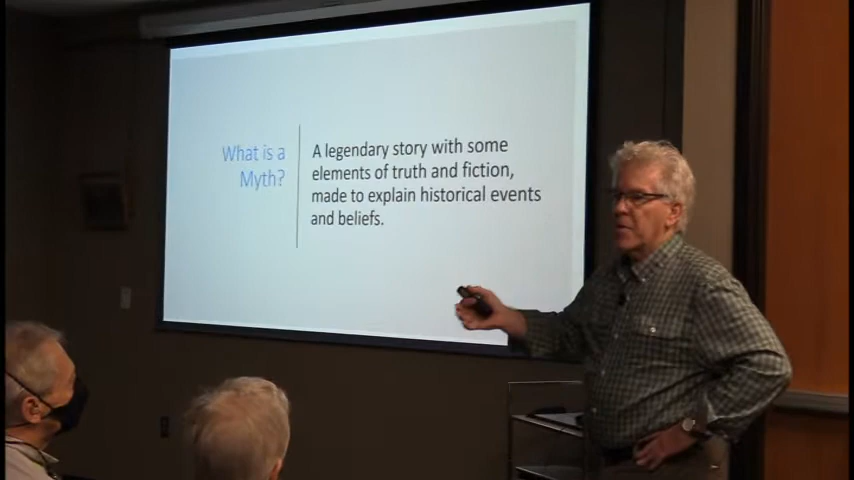 What is a
Myth?
A legendary story with some
elements of truth and fiction,
made to explain historical events
and beliefs.